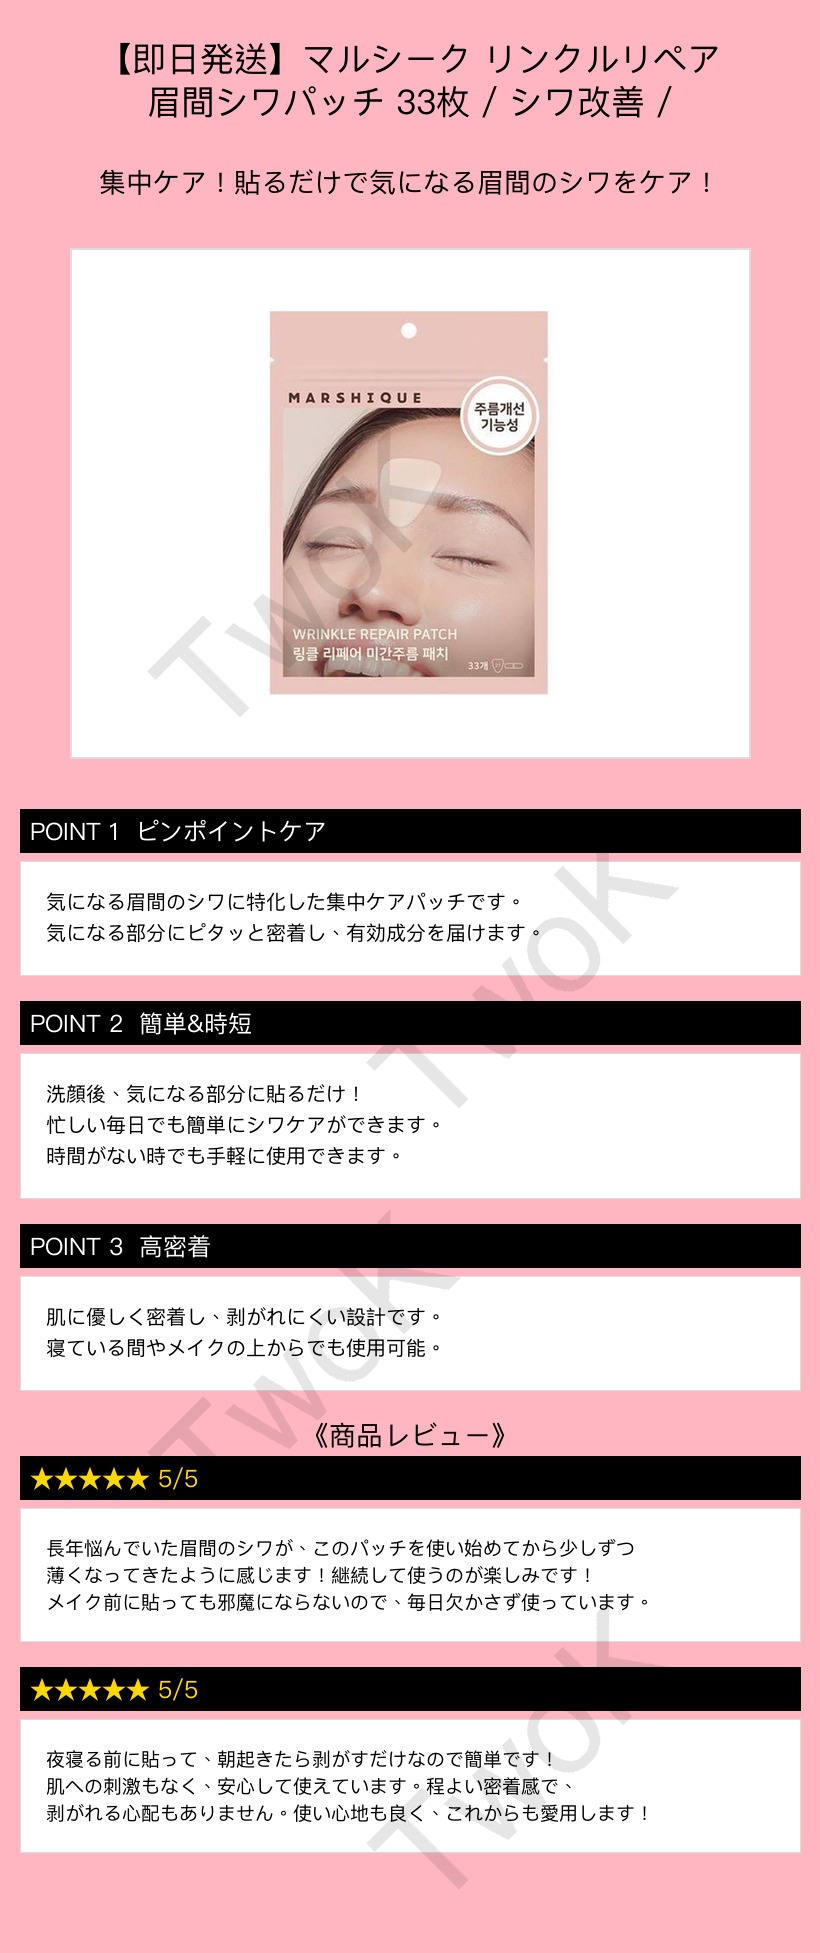 【即日発送】マルシーク リンクルリペア
眉間シワパッチ 33枚 / シワ改善 /
集中ケア！貼るだけで気になる眉間のシワをケア！
MARSHIQUE
주름개선
기능성
WRINKLE REPAIR PATCH
링클 리페어 미간주름 패치
33개
TwoK
POINT 1 ピンポイントケア
気になる眉間のシワに特化した集中ケアパッチです。
気になる部分にピタッと密着し、有効成分を届けます。
TwoK
POINT 2 簡単&時短
洗顔後、気になる部分に貼るだけ！
忙しい毎日でも簡単にシワケアができます。
時間がない時でも手軽に使用できます。
POINT 3 高密着
肌に優しく密着し、剥がれにくい設計です。
寝ている間やメイクの上からでも使用可能。
TwoK
《商品レビュー》
★★★★★ 5/5
長年悩んでいた眉間のシワが、このパッチを使い始めてから少しずつ
薄くなってきたように感じます！継続して使うのが楽しみです！
メイク前に貼っても邪魔にならないので、毎日欠かさず使っています。
★★★★★ 5/5
夜寝る前に貼って、朝起きたら剥がすだけなので簡単です！
肌への刺激もなく、安心して使えています。程よい密着感で、
剥がれる心配もありません。使い心地も良く、これからも愛用します！
TwoK